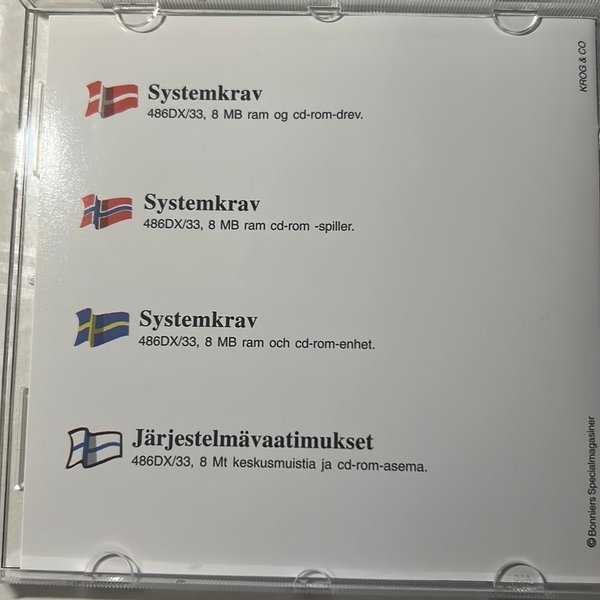 KROG & CO
Systemkrav
486DX/33, 8 MB ram og cd-rom-drev.
Systemkrav
486DX/33, 8 MB ram cd-rom -spiller.
Systemkrav
486DX/33, 8 MB ram och cd-rom-enhet.
Järjestelmävaatimukset
486DX/33, 8 Mt keskusmuistia ja cd-rom-asema.
© Bonniers Specialmagasiner